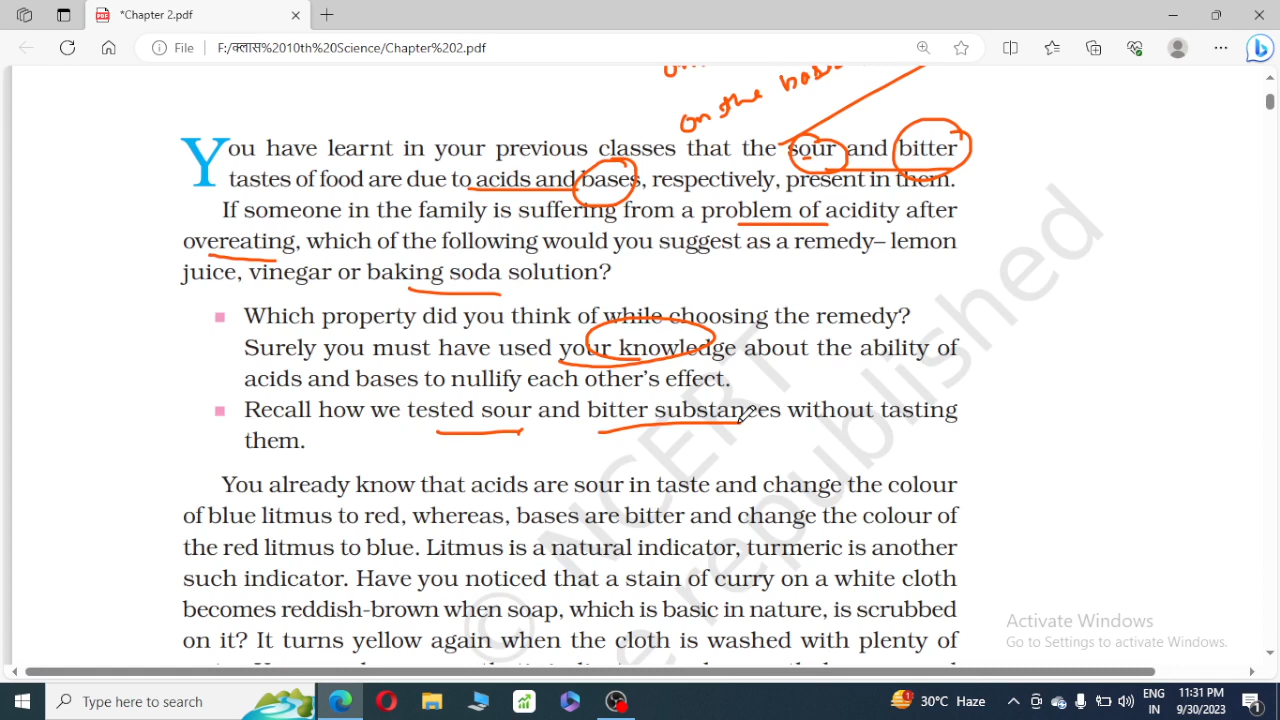 *Chapter 2.pdf
File
F:/क्लास%2010th%20Science/Chapter%202.pdf
on the basis
You have learnt in your previous classes that the sour and bitter
tastes of food are due to acids and bases, respectively, present in them.
If someone in the family is suffering from a problem of acidity after
overeating, which of the following would you suggest as a remedy– lemon
juice, vinegar or baking soda solution?
Which property did you think of while choosing the remedy?
Surely you must have used your knowledge about the ability of
acids and bases to nullify each other's effect.
Recall how we tested sour and bitter substances without tasting
them.
You already know that acids are sour in taste and change the colour
of blue litmus to red, whereas, bases are bitter and change the colour of
the red litmus to blue. Litmus is a natural indicator, turmeric is another
such indicator. Have you noticed that a stain of curry on a white cloth
becomes reddish-brown when soap, which is basic in nature, is scrubbed
on it? It turns yellow again when the cloth is washed with plenty of
© NCERT
republished
Activate Windows
Go to Settings to activate Windows.
Type here to search
30°C Haze
ENG
IN
11:31 PM
9/30/2023
1